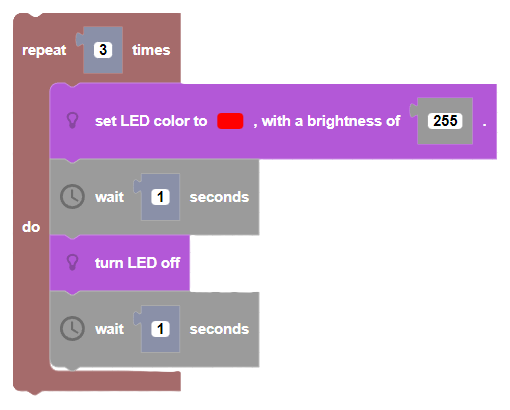 repeat 3 times
set LED color to , with a brightness of 255 .
wait 1 seconds
do
turn LED off
wait 1 seconds